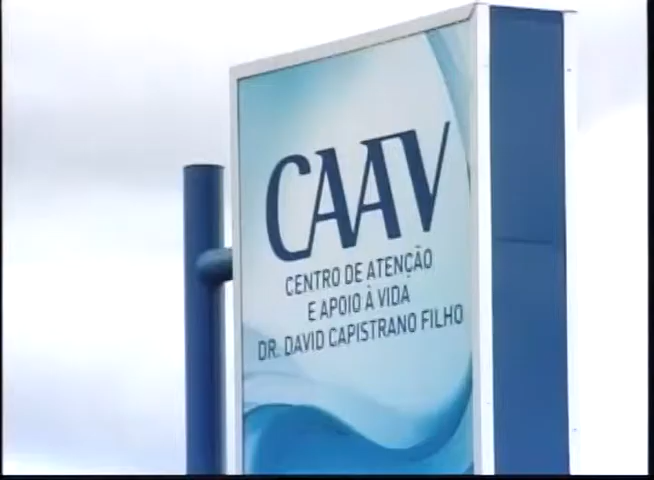 CAAV
CENTRO DE ATENÇÃO
E APOIO À VIDA
DR. DAVID CAPISTRANO FILHO